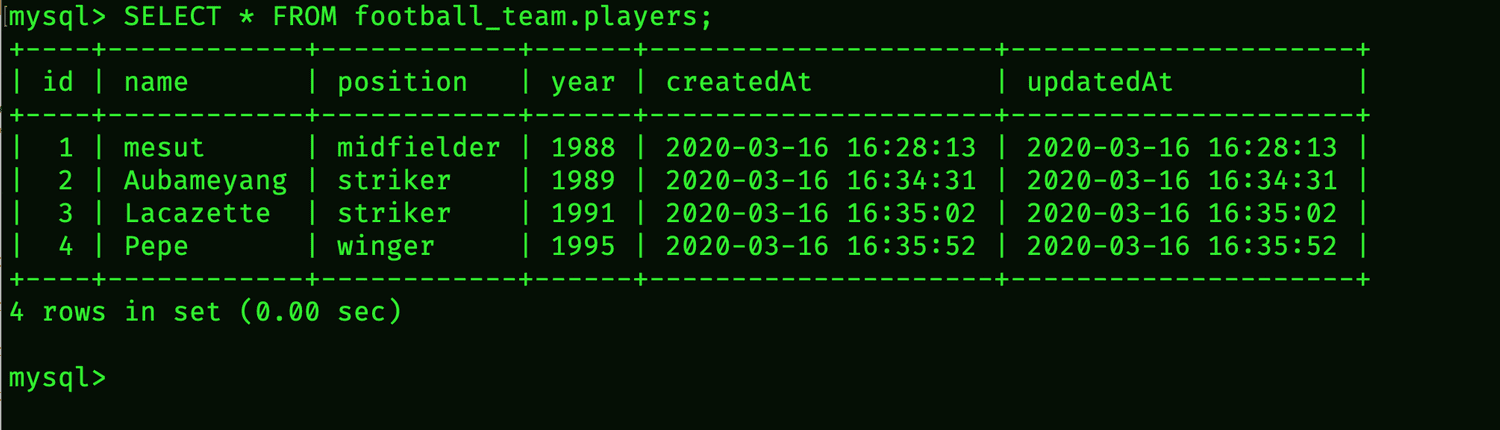 mysql> SELECT * FROM football_team.players;
+----+------------+------------+------+---------------------+---------------------+
| id | name       | position   | year | createdAt           | updatedAt           |
+----+------------+------------+------+---------------------+---------------------+
|  1 | mesut      | midfielder | 1988 | 2020-03-16 16:28:13 | 2020-03-16 16:28:13 |
|  2 | Aubameyang | striker    | 1989 | 2020-03-16 16:34:31 | 2020-03-16 16:34:31 |
|  3 | Lacazette  | striker    | 1991 | 2020-03-16 16:35:02 | 2020-03-16 16:35:02 |
|  4 | Pepe       | winger     | 1995 | 2020-03-16 16:35:52 | 2020-03-16 16:35:52 |
+----+------------+------------+------+---------------------+---------------------+
4 rows in set (0.00 sec)
mysql>